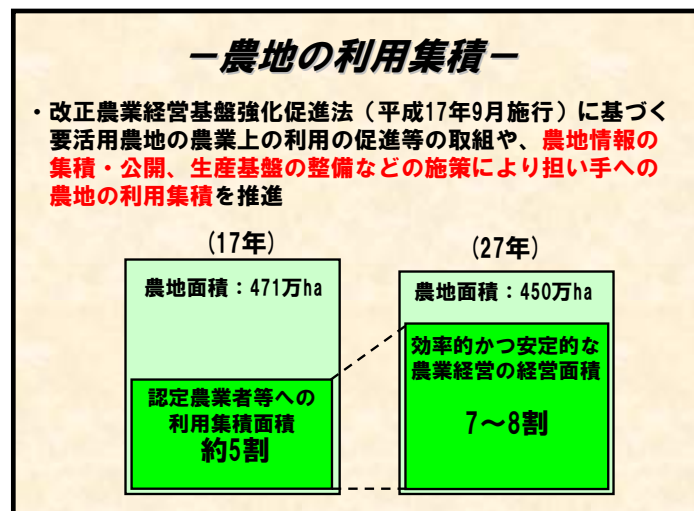 －農地の利用集積－
・改正農業経営基盤強化促進法（平成17年9月施行）に基づく
要活用農地の農業上の利用の促進等の取組や、農地情報の
集積・公開、生産基盤の整備などの施策により担い手への
農地の利用集積を推進
(17年)
農地面積：471万ha
認定農業者等への
利用集積面積
約5割
(27年)
農地面積：450万ha
効率的かつ安定的な
農業経営の経営面積
7～8割